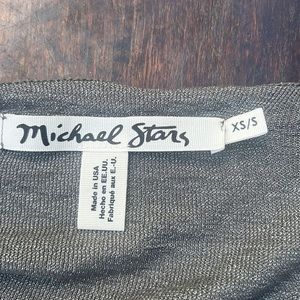 Michael Stars
XS/S
Made in USA
Hecho en EE.UU.
Fabriqué aux E.-U.